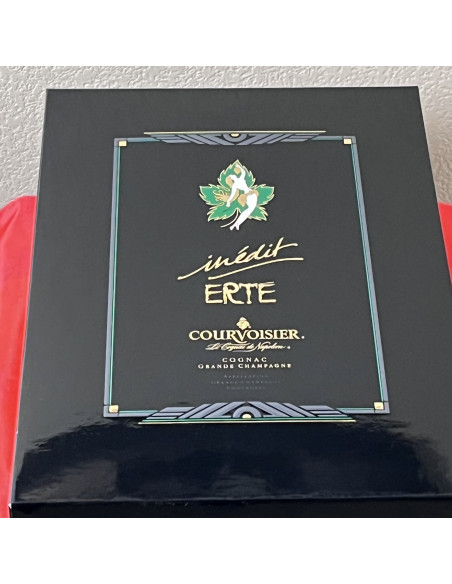 inédit
ERTE
COURVOISIER®
Le Cognac de Napoléon
COGNAC
GRANDE CHAMPAGNE